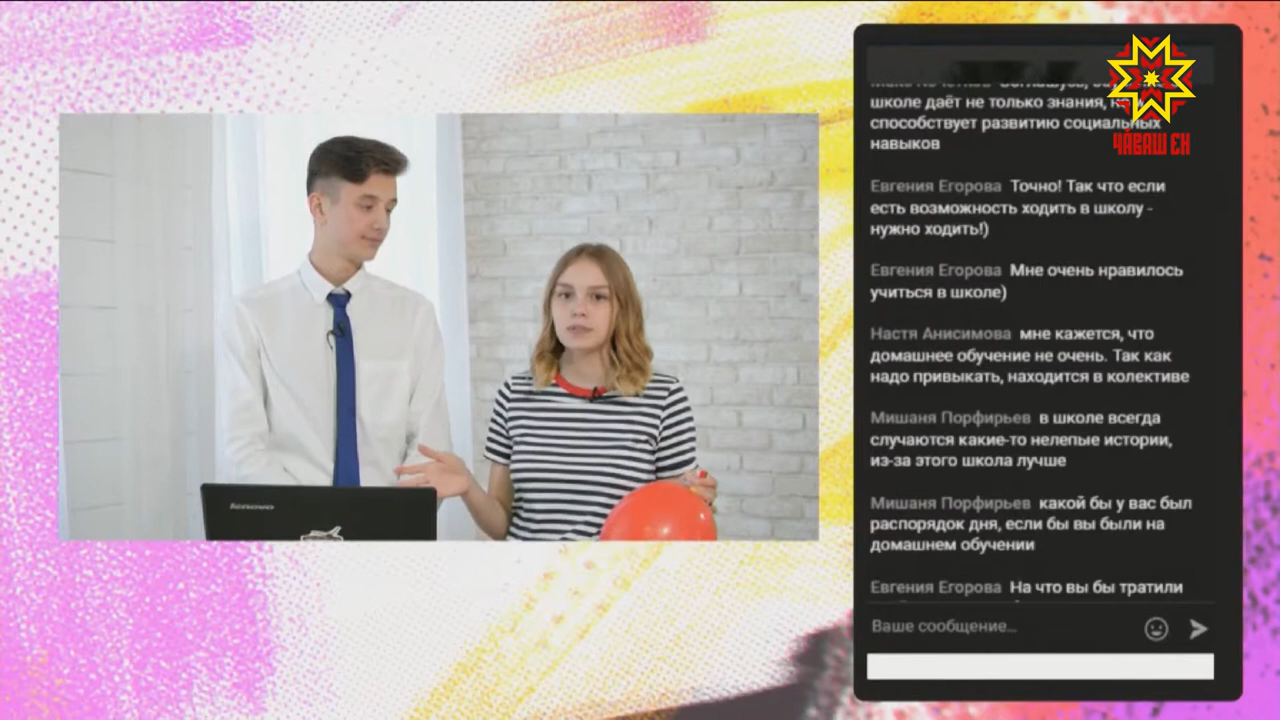 школе даёт не только знания, но и
способствует развитию социальных
навыков
ЧӐВАШ ЕН
Евгения Егорова Точно! Так что если
есть возможность ходить в школу -
нужно ходить!)
Евгения Егорова Мне очень нравилось
учиться в школе)
Настя Анисимова мне кажется, что
домашнее обучение не очень. Так как
надо привыкать, находится в колективе
Мишаня Порфирьев в школе всегда
случаются какие-то нелепые истории,
из-за этого школа лучше
Мишаня Порфирьев какой бы у вас был
распорядок дня, если бы вы были на
домашнем обучении
Евгения Егорова На что вы бы тратили
Ваше сообщение...
lenovo